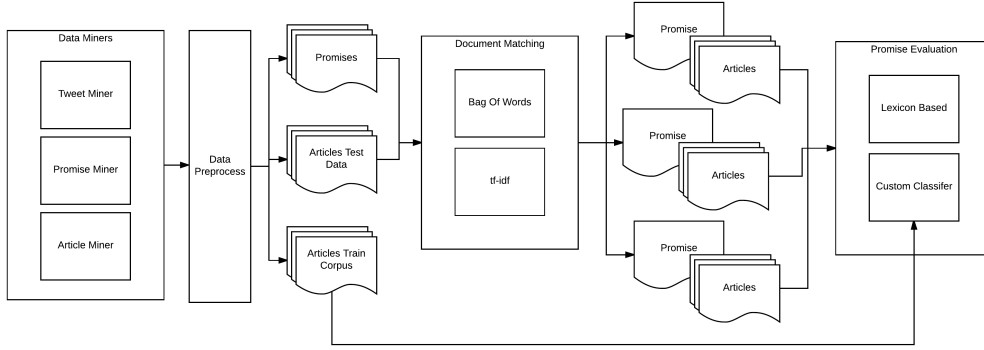 Data Miners
Tweet Miner
Promise Miner
Article Miner
Data
Preprocess
Promises
Articles Test
Data
Articles Train
Corpus
Document Matching
Bag Of Words
tf-idf
Promise
Articles
Promise
Articles
Promise
Articles
Promise Evaluation
Lexicon Based
Custom Classifer